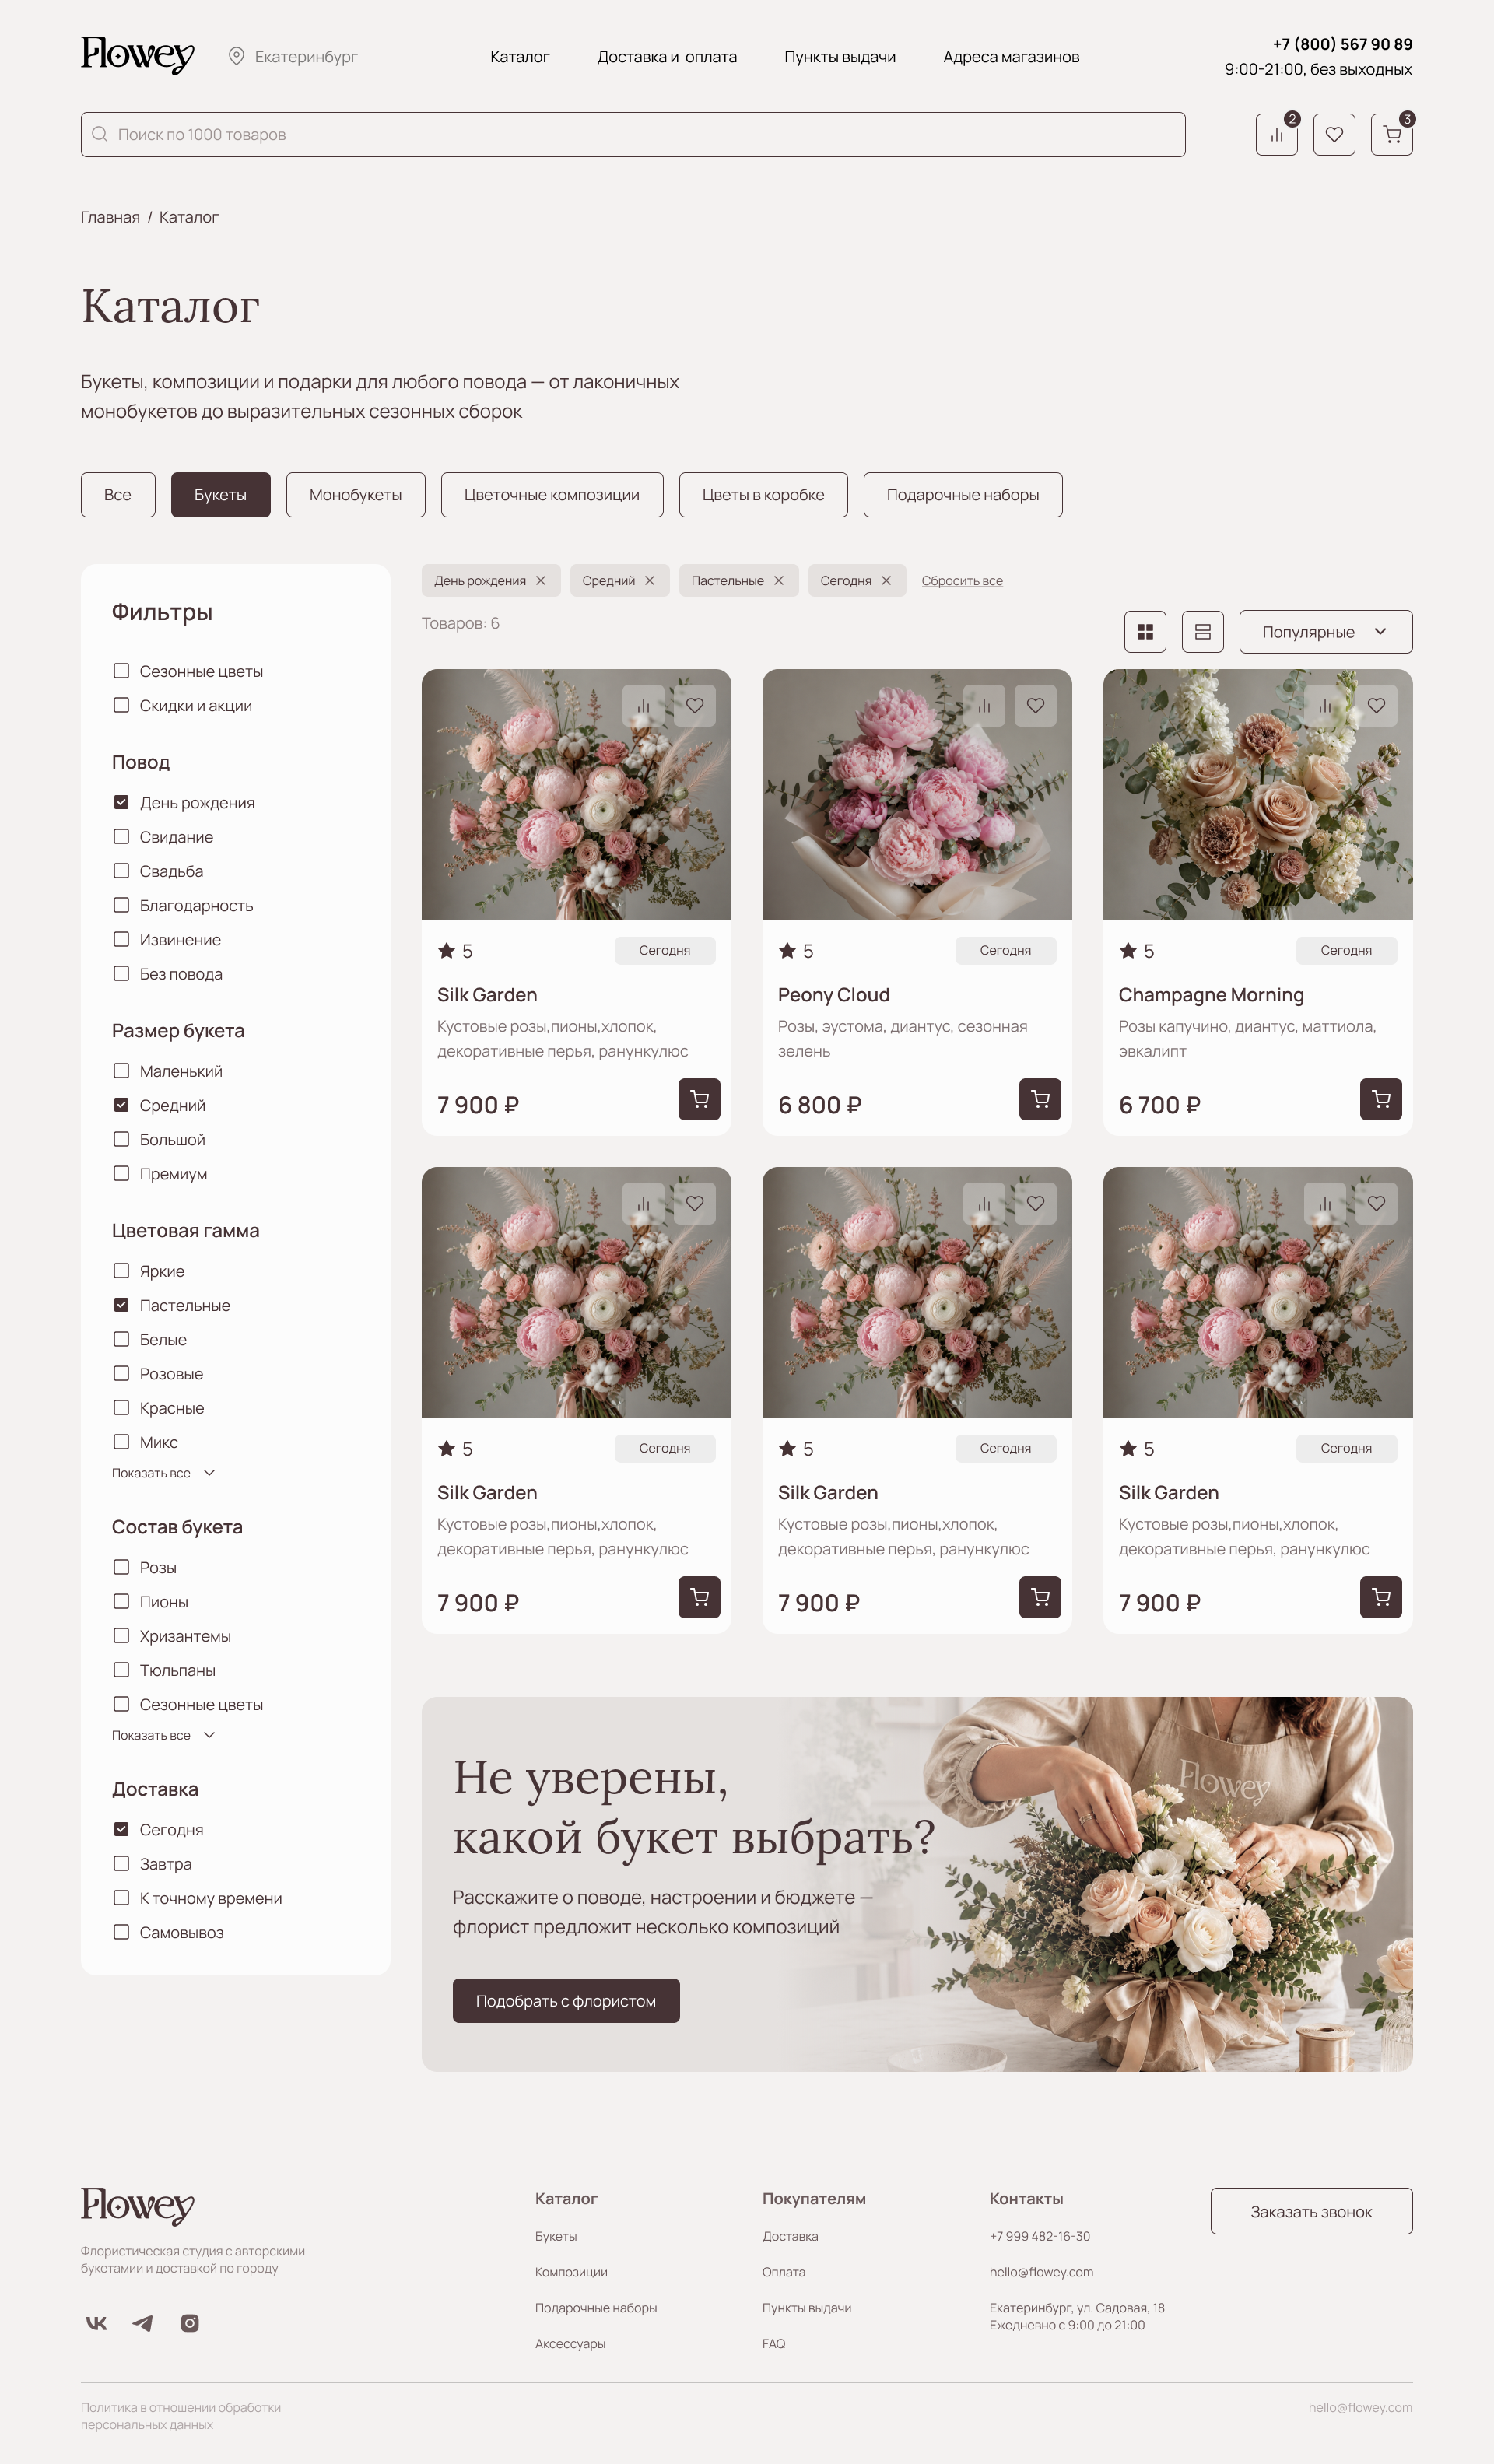 Flowey
Екатеринбург
Каталог
Доставка и оплата
Пункты выдачи
Адреса магазинов
+7 (800) 567 90 89
9:00-21:00, без выходных
Поиск по 1000 товаров
2
3
Главная / Каталог
Каталог
Букеты, композиции и подарки для любого повода — от лаконичных
монобукетов до выразительных сезонных сборок
Все
Букеты
Монобукеты
Цветочные композиции
Цветы в коробке
Подарочные наборы
Фильтры
Сезонные цветы
Скидки и акции
Повод
День рождения
Свидание
Свадьба
Благодарность
Извинение
Без повода
Размер букета
Маленький
Средний
Большой
Премиум
Цветовая гамма
Яркие
Пастельные
Белые
Розовые
Красные
Микс
Показать все
Состав букета
Розы
Пионы
Хризантемы
Тюльпаны
Сезонные цветы
Показать все
Доставка
Сегодня
Завтра
К точному времени
Самовывоз
День рождения
Средний
Пастельные
Сегодня
Сбросить все
Товаров: 6
Популярные
5
Сегодня
Silk Garden
Кустовые розы,пионы,хлопок,
декоративные перья, ранункулюс
7 900 ₽
5
Сегодня
Peony Cloud
Розы, эустома, диантус, сезонная
зелень
6 800 ₽
5
Сегодня
Champagne Morning
Розы капучино, диантус, маттиола,
эвкалипт
6 700 ₽
5
Сегодня
Silk Garden
Кустовые розы,пионы,хлопок,
декоративные перья, ранункулюс
7 900 ₽
5
Сегодня
Silk Garden
Кустовые розы,пионы,хлопок,
декоративные перья, ранункулюс
7 900 ₽
5
Сегодня
Silk Garden
Кустовые розы,пионы,хлопок,
декоративные перья, ранункулюс
7 900 ₽
Не уверены,
какой букет выбрать?
Расскажите о поводе, настроении и бюджете —
флорист предложит несколько композиций
Подобрать с флористом
Flowey
Flowey
Флористическая студия с авторскими
букетамии и доставкой по городу
Каталог
Букеты
Композиции
Подарочные наборы
Аксессуары
Покупателям
Доставка
Оплата
Пункты выдачи
FAQ
Контакты
+7 999 482-16-30
hello@flowey.com
Екатеринбург, ул. Садовая, 18
Ежедневно с 9:00 до 21:00
Заказать звонок
Политика в отношении обработки
персональных данных
hello@flowey.com